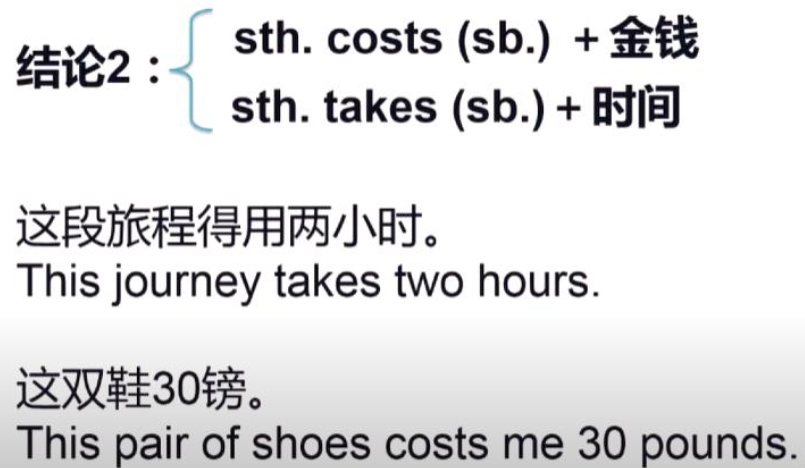 结论2：
sth. costs (sb.) + 金钱
sth. takes (sb.) + 时间
这段旅程得用两小时。
This journey takes two hours.
这双鞋30镑。
This pair of shoes costs me 30 pounds.